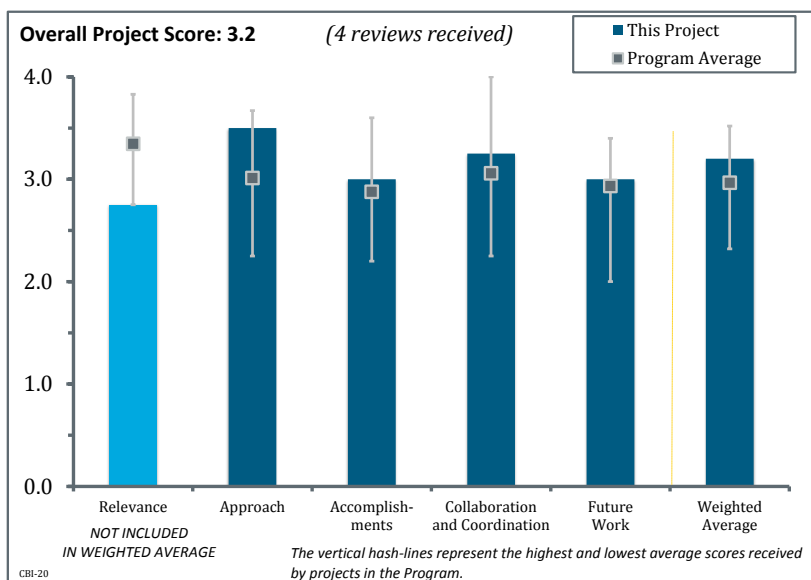 Overall Project Score: 3.2 (4 reviews received)
This Project
Program Average
4.0
3.0
2.0
1.0
0.0
Relevance
Approach
Accomplish-
ments
Collaboration
and Coordination
Future
Work
Weighted
Average
NOT INCLUDED
IN WEIGHTED AVERAGE
The vertical hash-lines represent the highest and lowest average scores received
by projects in the Program.
CBI-20